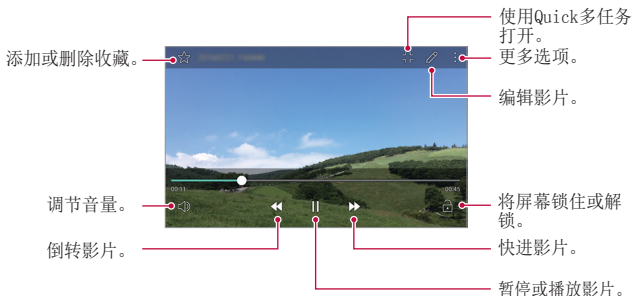 使用Quick多任务
打开。
添加或删除收藏。
更多选项。
编辑影片。
00:11
00:45
调节音量。
将屏幕锁住或解
锁。
倒转影片。
快进影片。
暂停或播放影片。